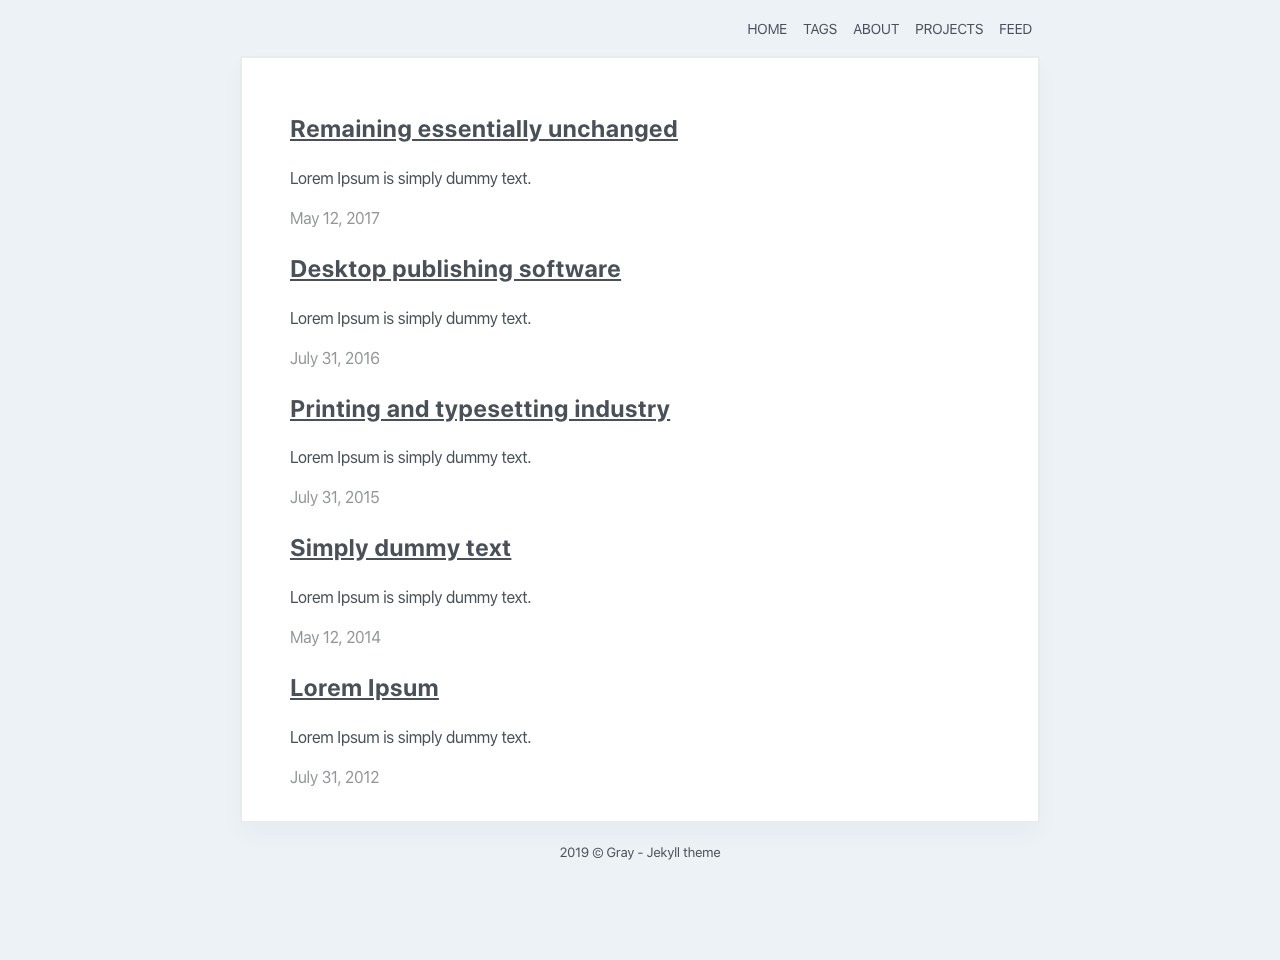 HOME TAGS ABOUT PROJECTS FEED
Remaining essentially unchanged
Lorem Ipsum is simply dummy text.
May 12, 2017
Desktop publishing software
Lorem Ipsum is simply dummy text.
July 31, 2016
Printing and typesetting industry
Lorem Ipsum is simply dummy text.
July 31, 2015
Simply dummy text
Lorem Ipsum is simply dummy text.
May 12, 2014
Lorem Ipsum
Lorem Ipsum is simply dummy text.
July 31, 2012
2019 © Gray - Jekyll theme